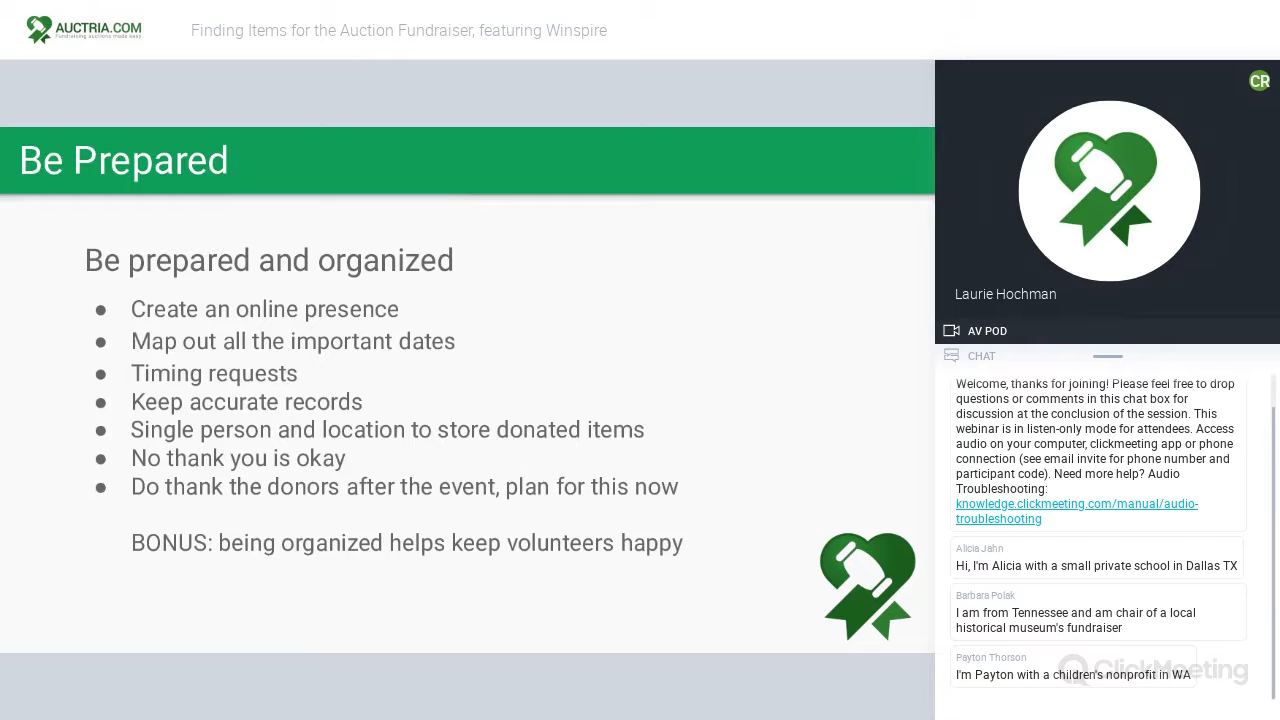 AUCTRIA.COM
Fundraising auctions made easy
Finding Items for the Auction Fundraiser, featuring Winspire
Be Prepared
Be prepared and organized
● Create an online presence
● Map out all the important dates
● Timing requests
● Keep accurate records
● Single person and location to store donated items
● No thank you is okay
● Do thank the donors after the event, plan for this now
BONUS: being organized helps keep volunteers happy
CR
Laurie Hochman
AV POD
CHAT
Welcome, thanks for joining! Please feel free to drop
questions or comments in this chat box for
discussion at the conclusion of the session. This
webinar is in listen-only mode for attendees. Access
audio on your computer, clickmeeting app or phone
connection (see email invite for phone number and
participant code). Need more help? Audio
Troubleshooting:
knowledge.clickmeeting.com/manual/audio-
troubleshooting
Alicia Jahn
Hi, I'm Alicia with a small private school in Dallas TX
Barbara Polak
I am from Tennessee and am chair of a local
historical museum's fundraiser
Payton Thorson
I'm Payton with a children's nonprofit in WA
ClickMeeting